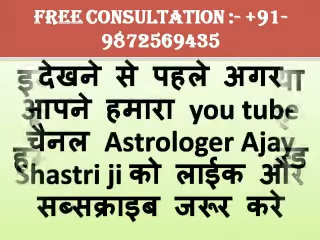 FREE CONSULTATION :- +91-
9872569435
देखने से पहले अगर
आपने हमारा you tube
चैनल Astrologer Ajay
Shastri ji को लाईक और
सब्सक्राइब जरूर करे